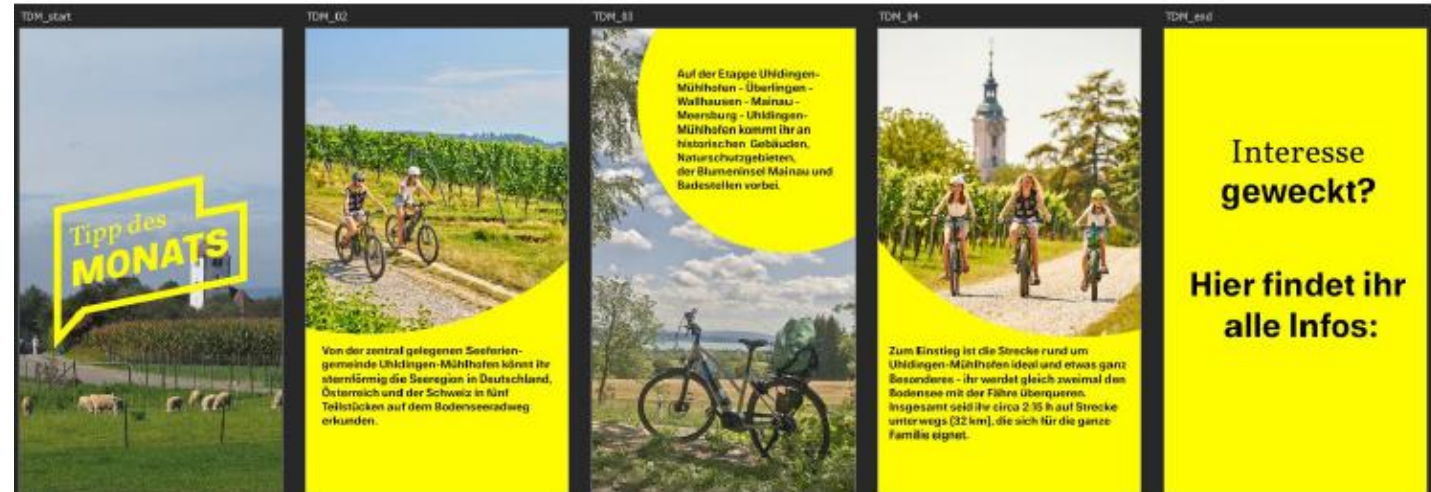 TDM_start
TDM_02
TDM_03
TDM_04
TDM_end
Tipp des
MONATS
Von der zentral gelegenen Seeferien-
gemeinde Uhldingen-Mühlhofen könnt ihr
sternförmig die Seeregion in Deutschland,
Österreich und der Schweiz in fünf
Teilstücken auf dem Bodenseeradweg
erkunden.
Auf der Etappe Uhldingen-
Mühlhofen - Überlingen -
Wallhausen - Mainau -
Meersburg - Uhldingen-
Mühlhofen kommt ihr an
historischen Gebäuden,
Naturschutzgebieten,
der Blumeninsel Mainau und
Badestellen vorbei.
Zum Einstieg ist die Strecke rund um
Uhldingen-Mühlhofen ideal und etwas ganz
Besonderes - ihr werdet gleich zweimal den
Bodensee mit der Fähre überqueren.
Insgesamt seid ihr circa 2:15 h auf Strecke
unterwegs (32 km), die sich für die ganze
Familie eignet.
Interesse
geweckt?
Hier findet ihr
alle Infos: